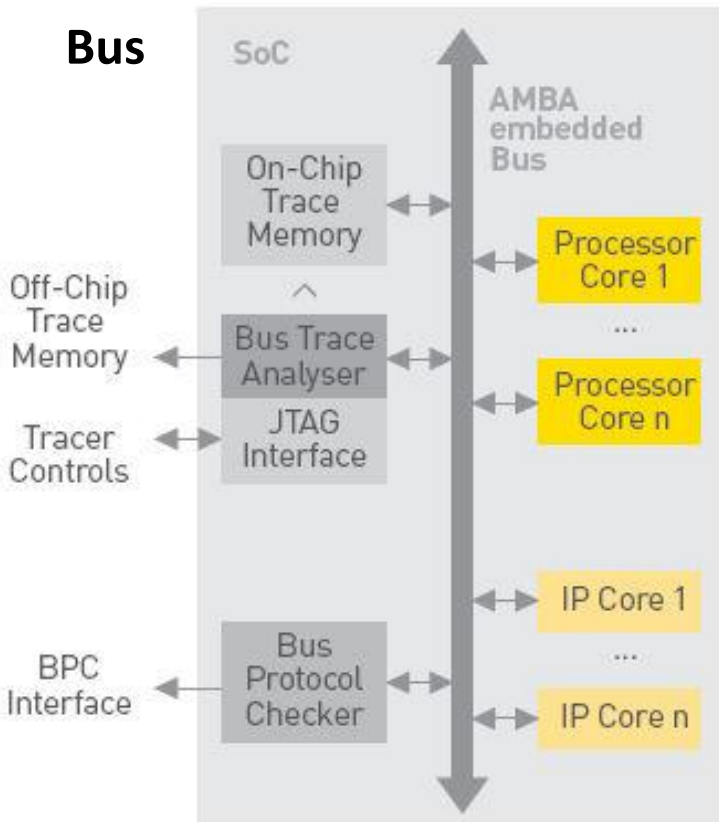 Bus
SoC
AMBA
embedded
Bus
On-Chip
Trace
Memory
Processor
Core 1
...
Off-Chip
Trace
Memory
Bus Trace
Analyser
Processor
Core n
Tracer
Controls
JTAG
Interface
IP Core 1
...
BPC
Interface
Bus
Protocol
Checker
IP Core n